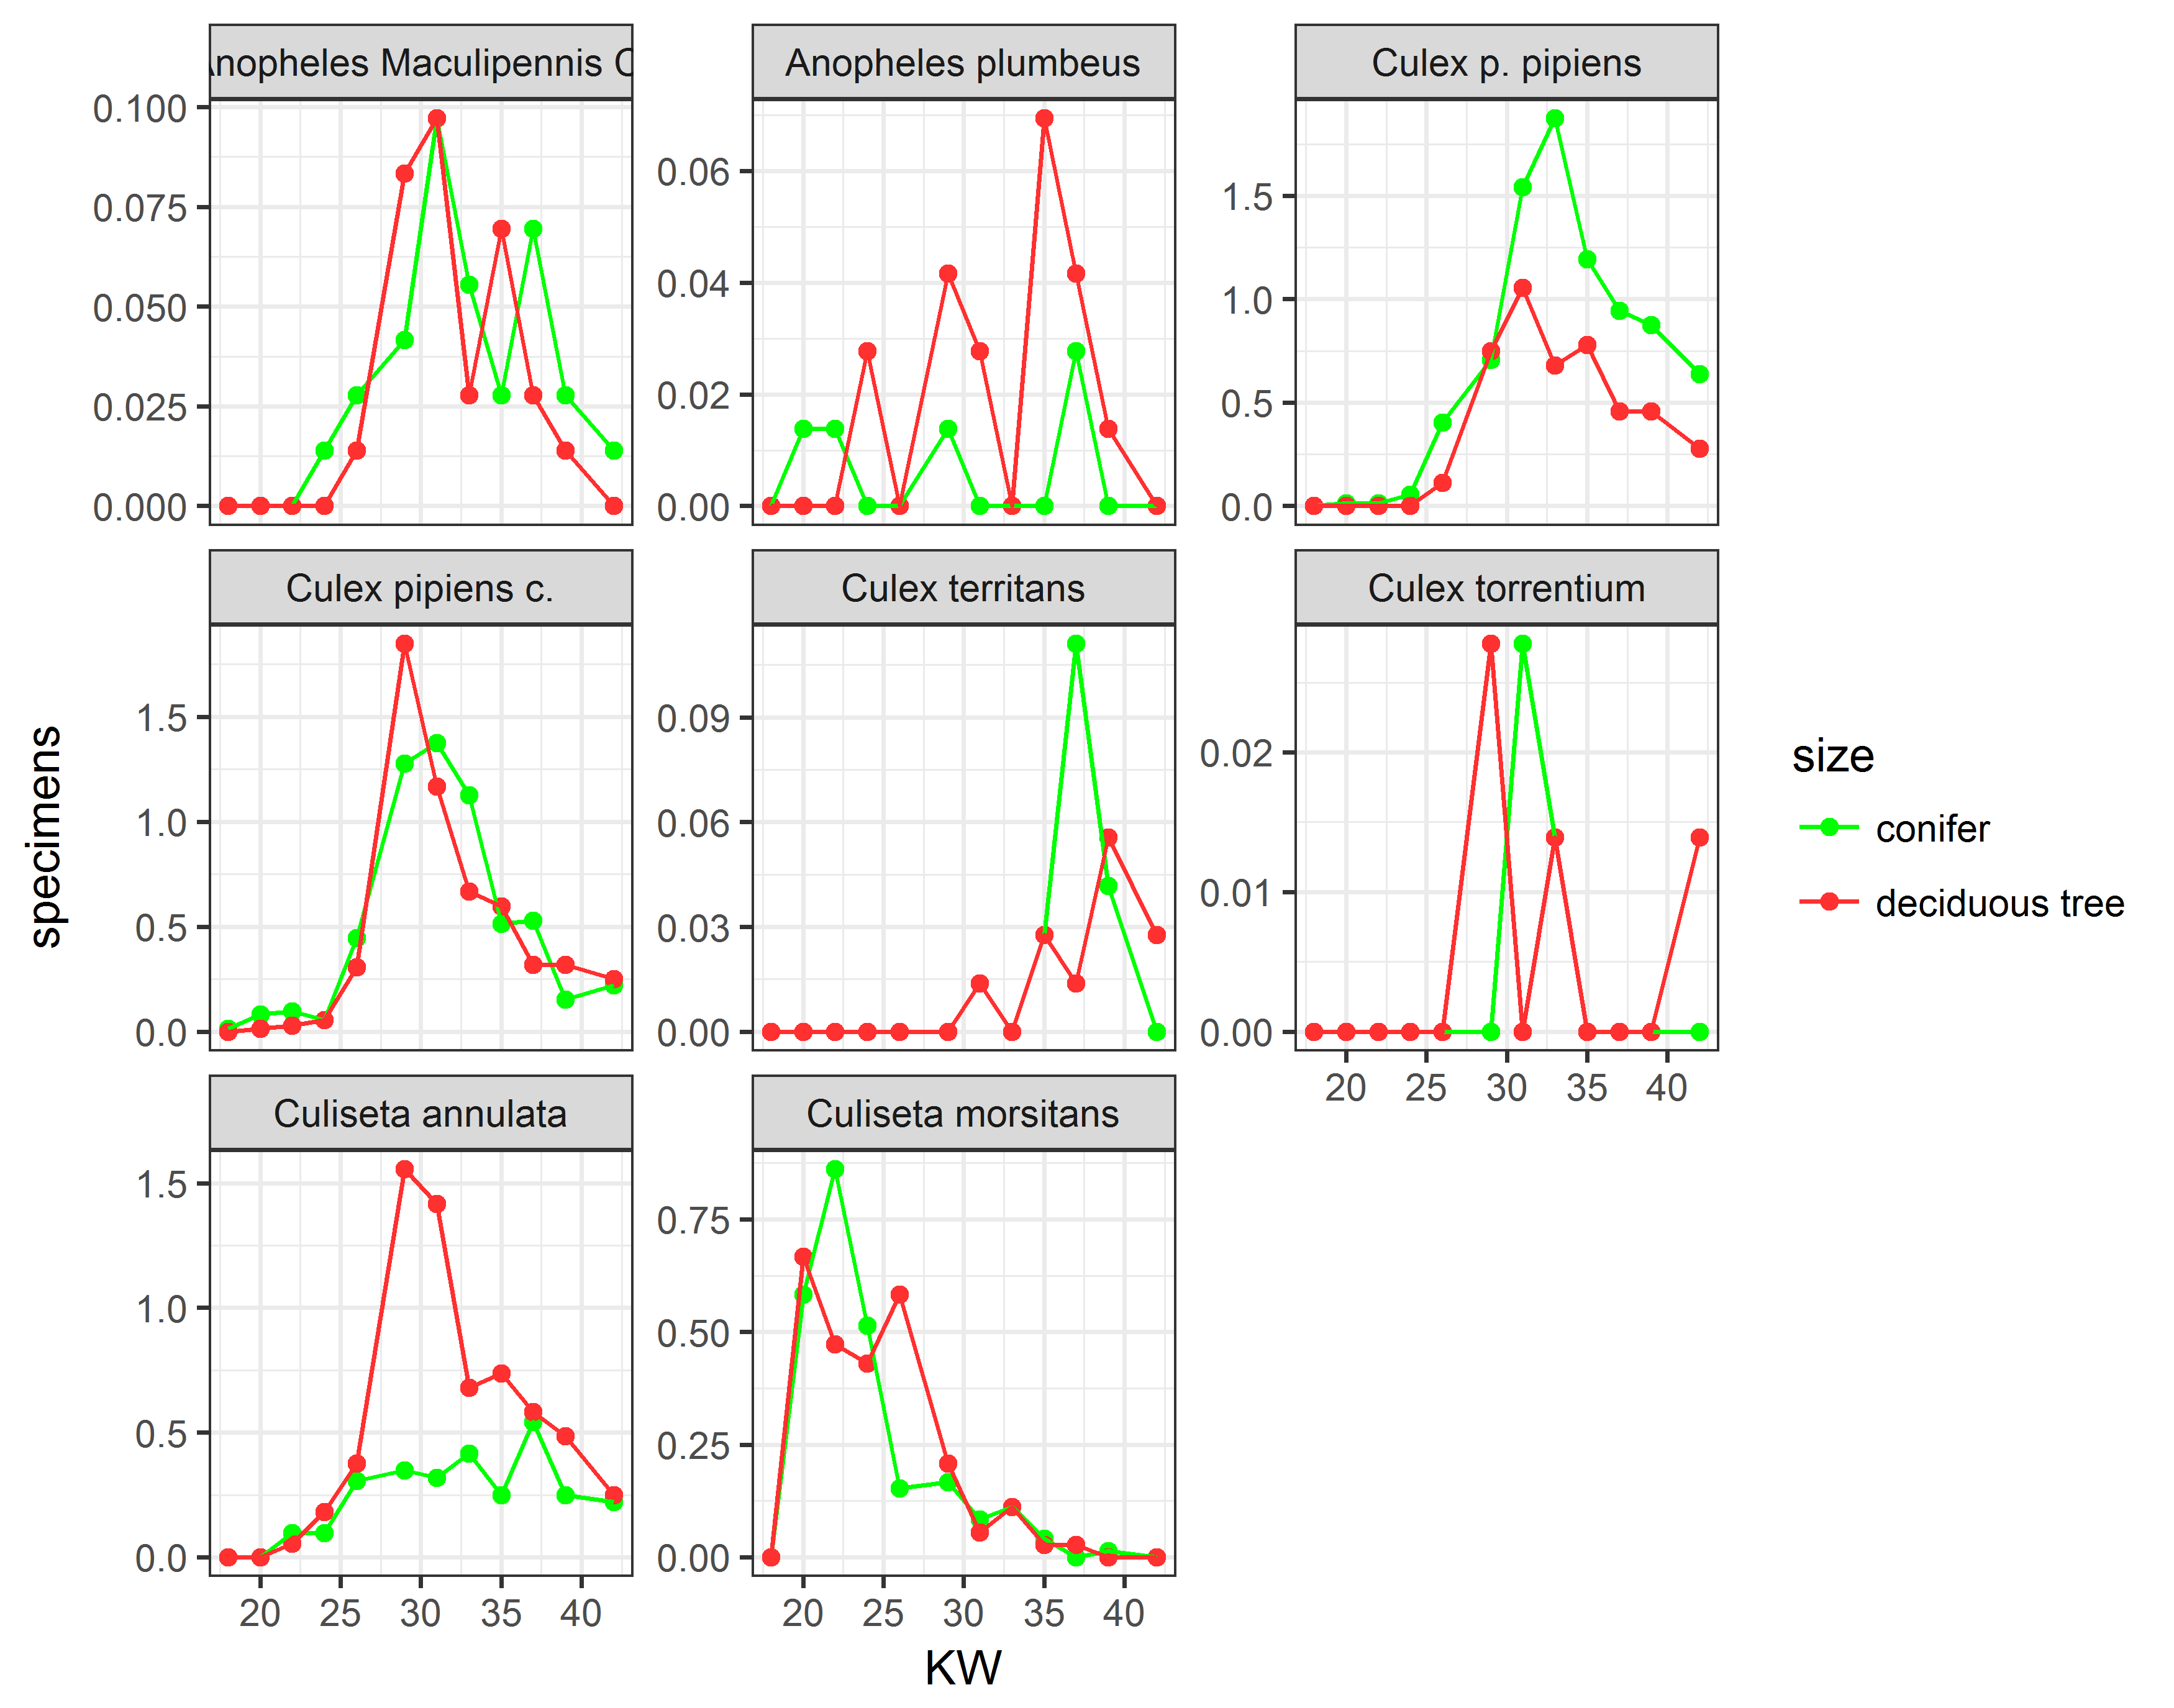 nopheles Maculipennis
Anopheles plumbeus
Culex p. pipiens
0.100
0.075
0.050
0.025
0.000
0.06
0.04
0.02
0.00
1.5
1.0
0.5
0.0
Culex pipiens c.
Culex territans
Culex torrentium
1.5
1.0
0.5
0.0
0.09
0.06
0.03
0.00
0.02
0.01
0.00
20 25 30 35 40
Culiseta annulata
Culiseta morsitans
1.5
1.0
0.5
0.0
0.75
0.50
0.25
0.00
20 25 30 35 40
20 25 30 35 40
KW
specimens
size
conifer
deciduous tree